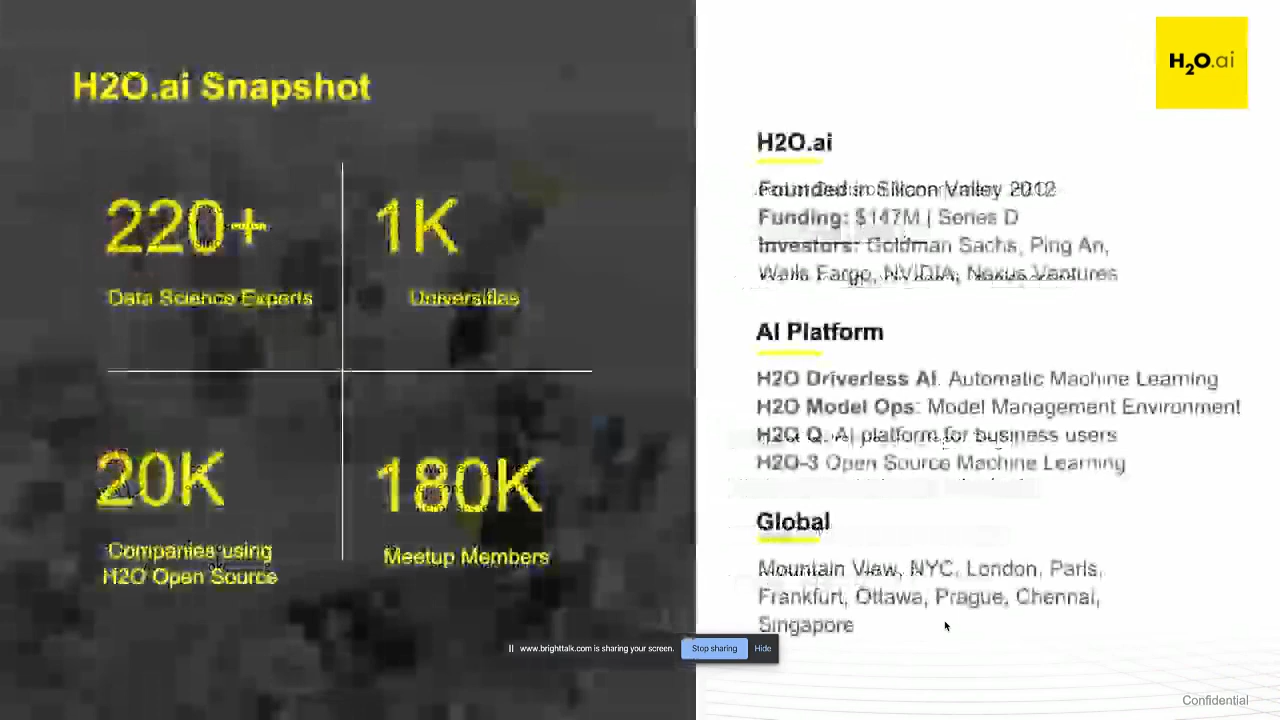 H2O.ai Snapshot
220+
Data Science Experts
1K
Universities
20K
Companies using
H2O Open Source
180K
Meetup Members
H2O.ai
H2O.ai
Founded in Silicon Valley 2012
Funding: $147M | Series D
Investors: Goldman Sachs, Ping An,
Wells Fargo, NVIDIA, Nexus Ventures
AI Platform
H2O Driverless AI: Automatic Machine Learning
H2O Model Ops: Model Management Environment
H2O Q: AI platform for business users
H2O-3 Open Source Machine Learning
Global
Mountain View, NYC, London, Paris,
Frankfurt, Ottawa, Prague, Chennai,
Singapore
www.brighttalk.com is sharing your screen.
Stop sharing
Hide
Confidential